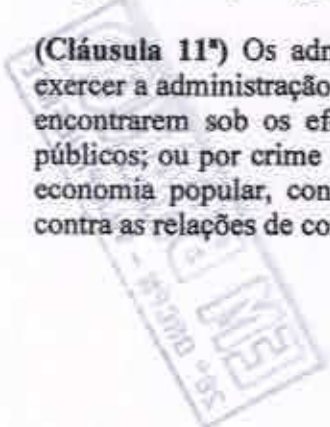 (Cláusula 11ª) Os adm
exercer a administração
encontrarem sob os ef
públicos; ou por crime
economia popular, con
contra as relações de co